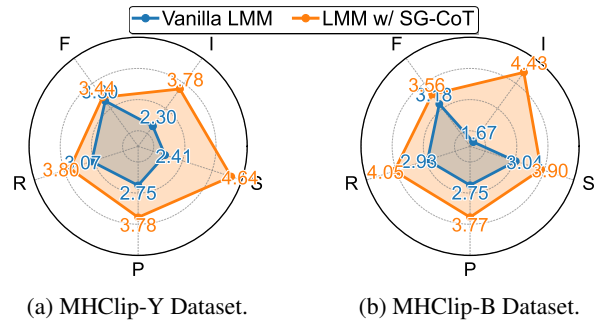 Vanilla LMM LMM w/ SG-CoT
F I F I
3.44 3.78 3.56 4.43
2.30 3.18 1.67
3.07 2.41 2.93 3.04
R 3.80 4.64 S R 4.05 3.90 S
2.75 2.75
3.78 3.77
P P
(a) MHClip-Y Dataset. (b) MHClip-B Dataset.